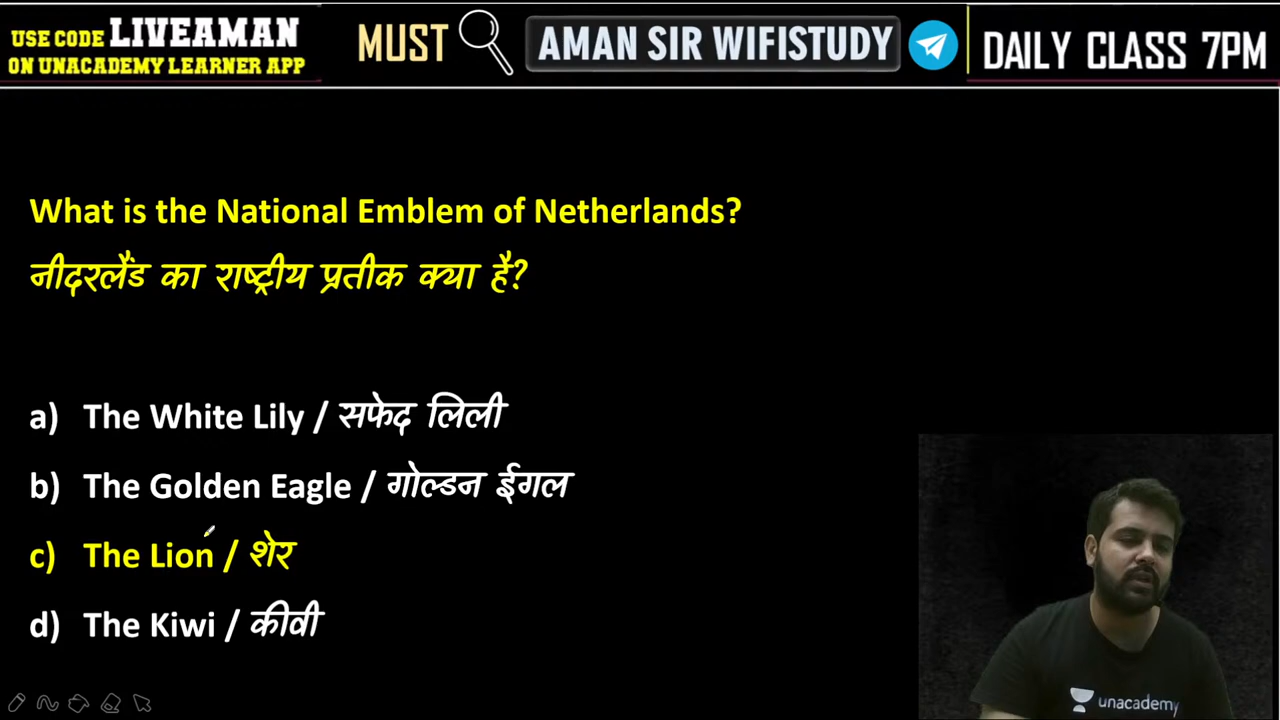 USE CODE LIVEAMAN
ON UNACADEMY LEARNER APP
MUST
AMAN SIR WIFISTUDY
DAILY CLASS 7PM
What is the National Emblem of Netherlands?
नीदरलैंड का राष्ट्रीय प्रतीक क्या है?
a) The White Lily / सफेद लिली
b) The Golden Eagle / गोल्डन ईगल
c) The Lion / शेर
d) The Kiwi / कीवी
unacademy